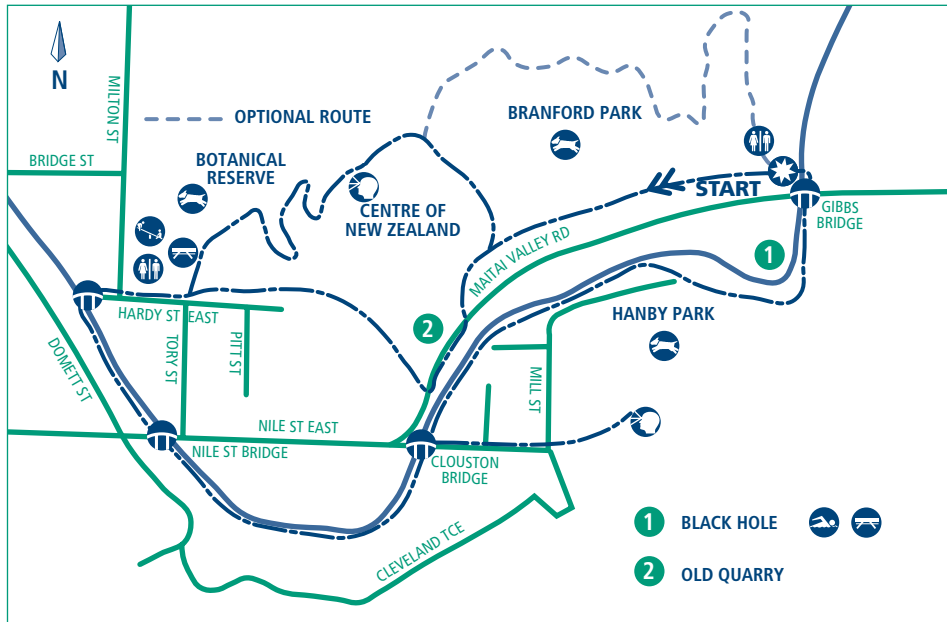 N
MILTON ST
OPTIONAL ROUTE
BRANFORD PARK
BRIDGE ST
BOTANICAL
RESERVE
CENTRE OF
NEW ZEALAND
START
GIBBS
BRIDGE
MAITAI VALLEY RD
1
HARDY ST EAST
HANBY PARK
2
DOMETT ST
TORY ST
PITT ST
MILL ST
NILE ST EAST
NILE ST BRIDGE
CLOUSTON
BRIDGE
CLEVELAND TCE
1 BLACK HOLE
2 OLD QUARRY